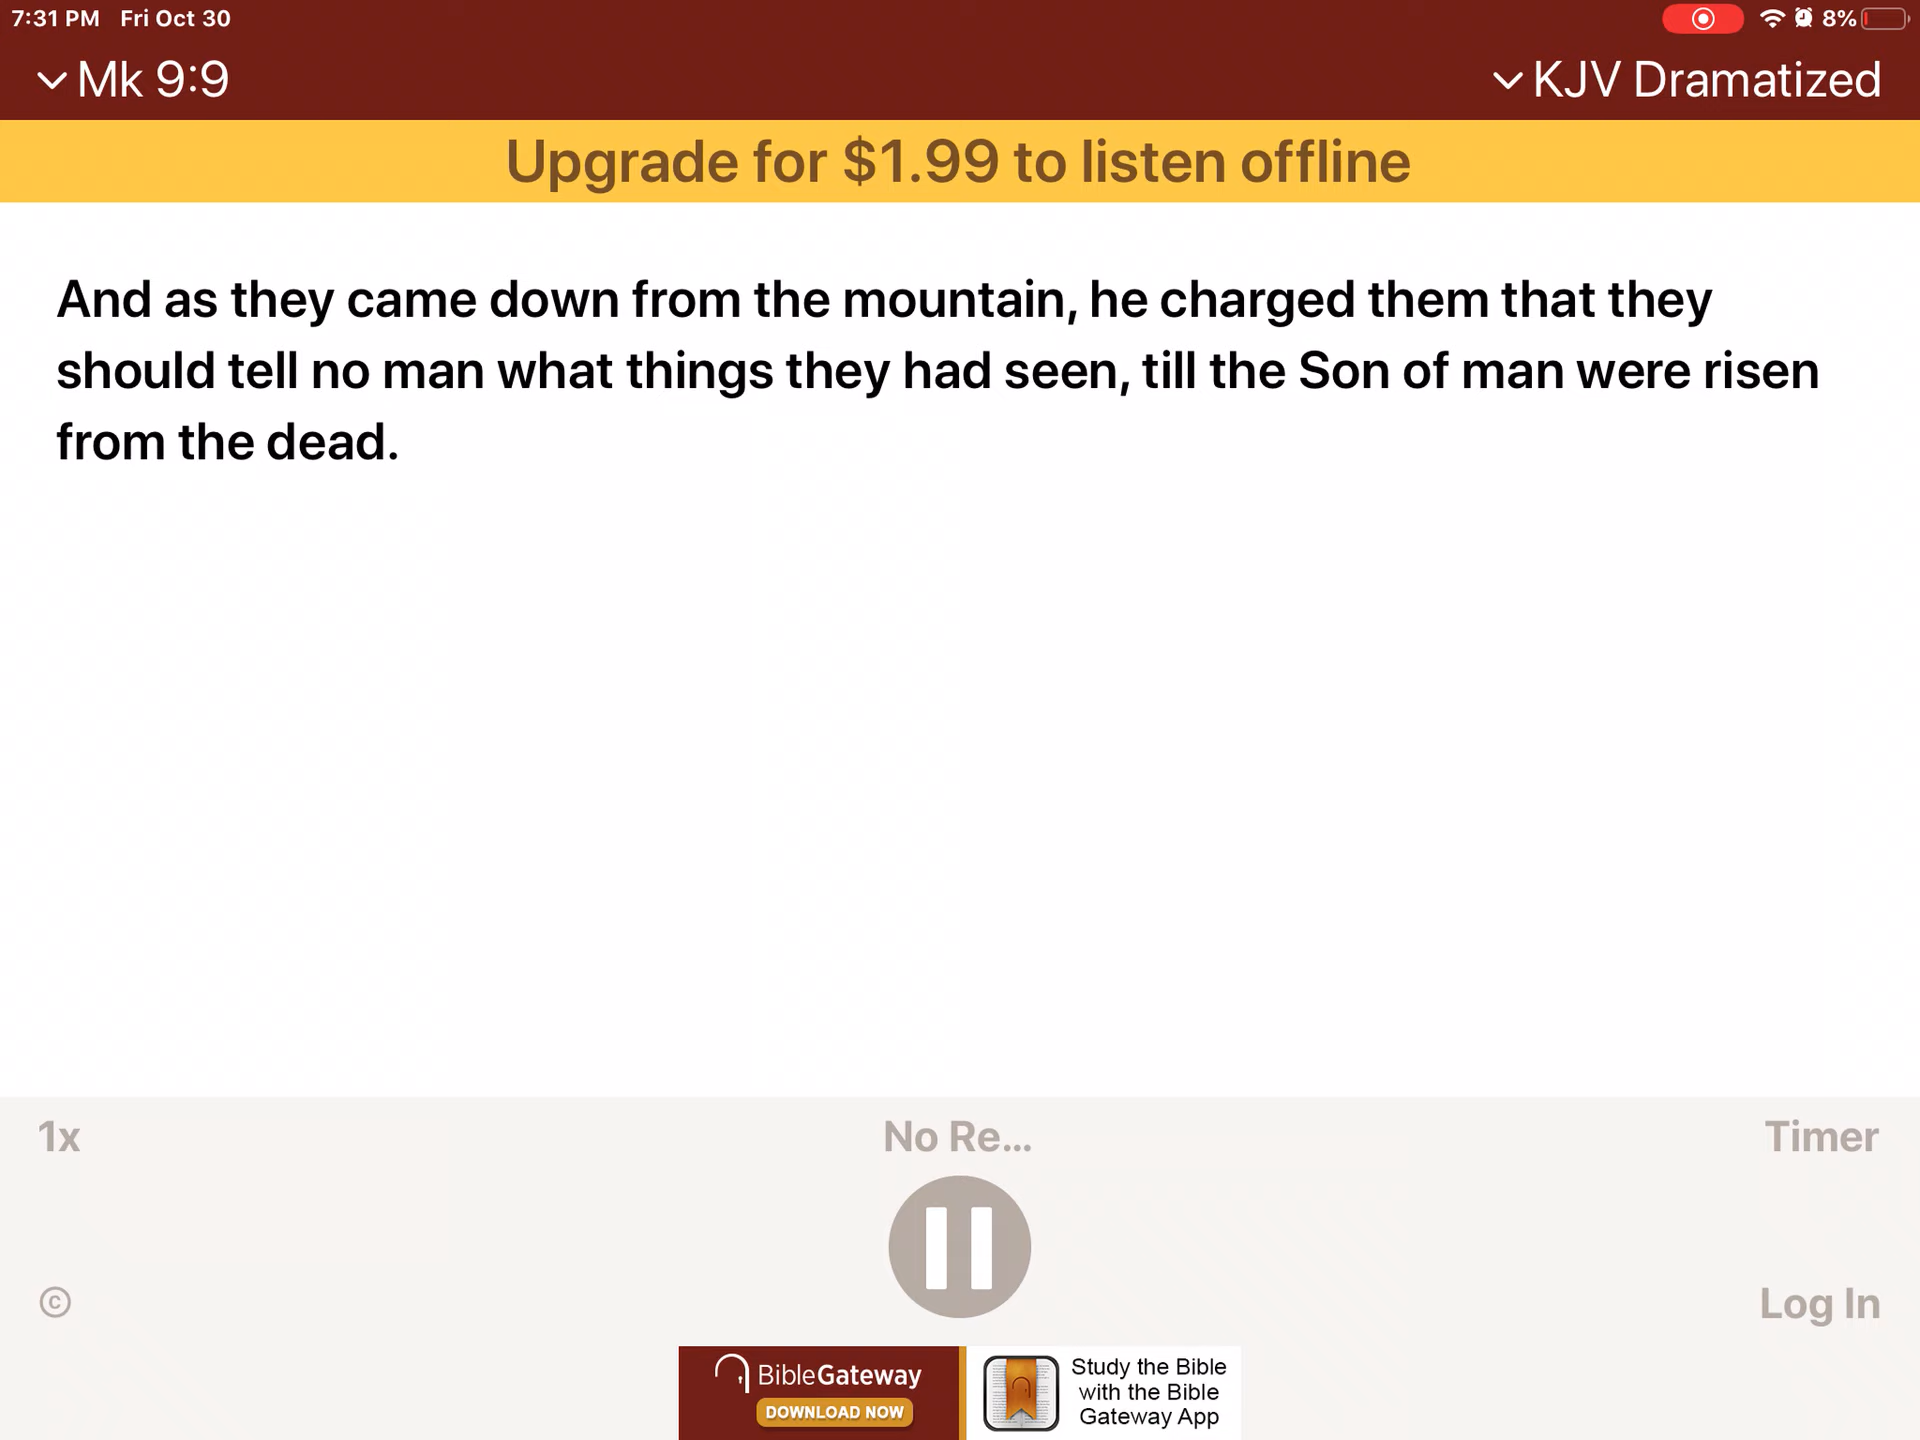 7:31 PM Fri Oct 30
8%
Mk 9:9
KJV Dramatized
Upgrade for $1.99 to listen offline
And as they came down from the mountain, he charged them that they
should tell no man what things they had seen, till the Son of man were risen
from the dead.
1x
No Re...
Timer
©
Log In
BibleGateway
DOWNLOAD NOW
Study the Bible
with the Bible
Gateway App